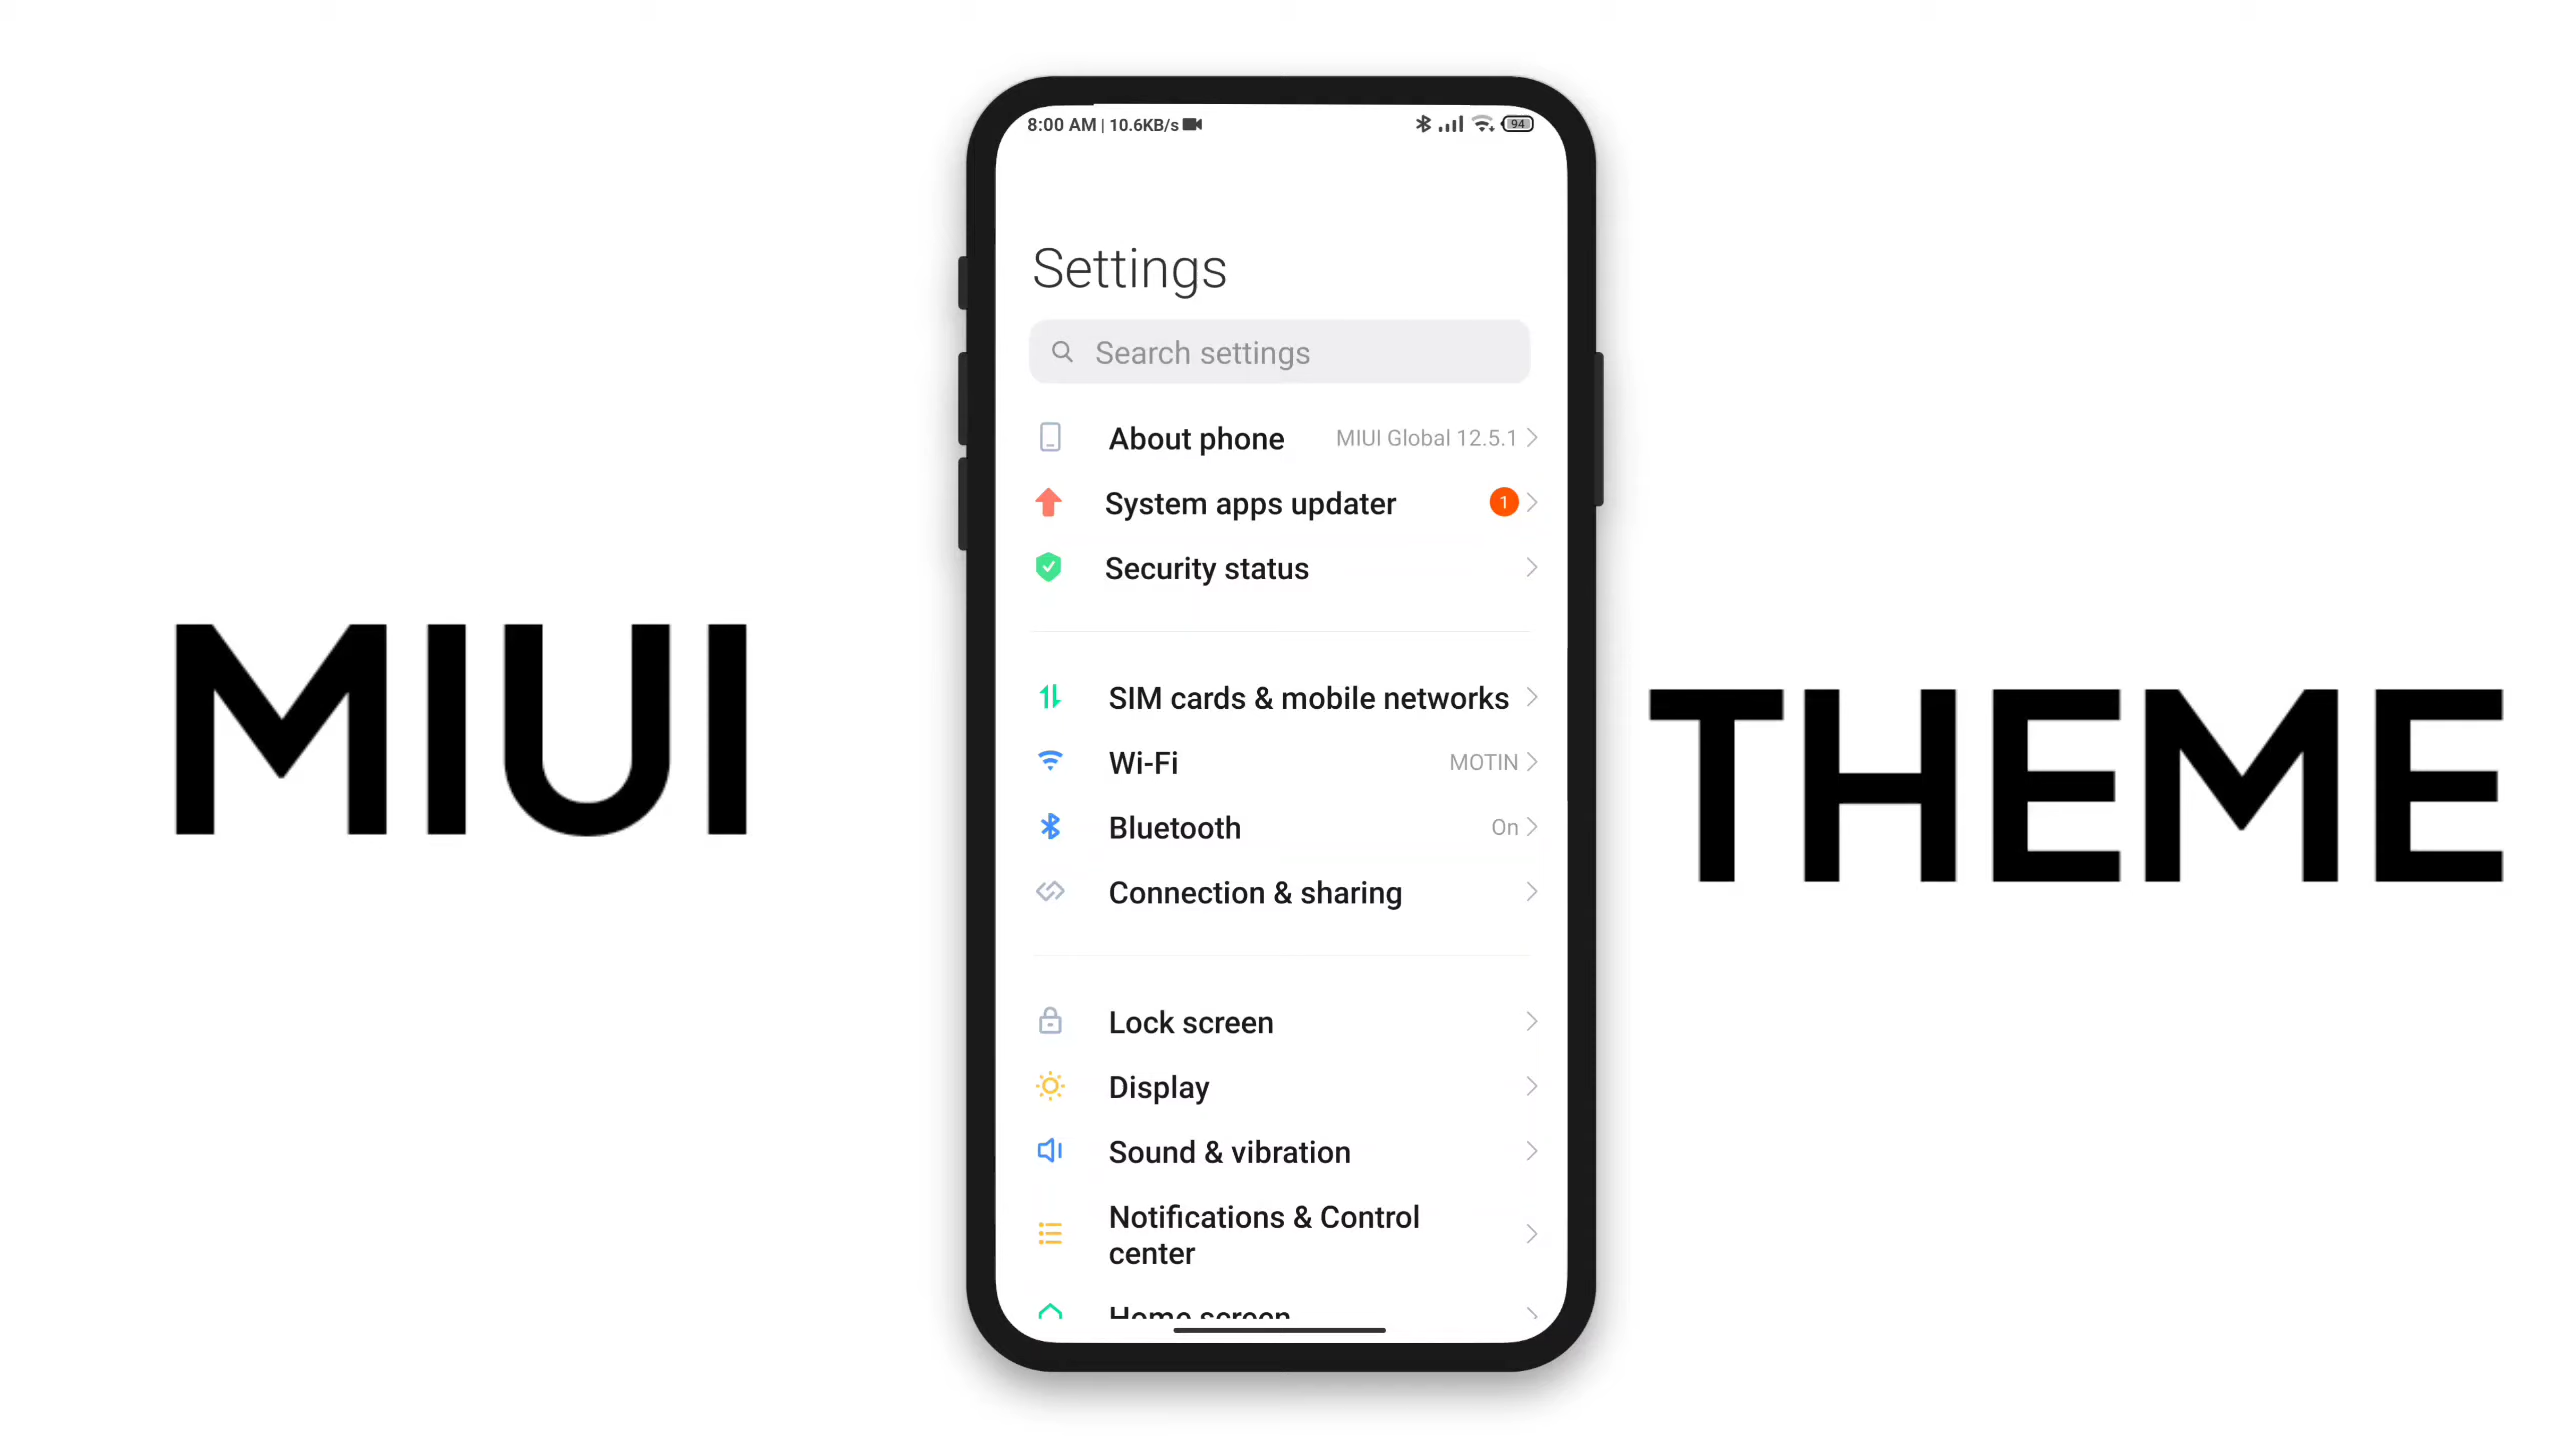 8:00 AM | 10.6KB/s
94
Settings
Search settings
About phone MIUI Global 12.5.1
System apps updater 1
Security status
MIUI
THEME
SIM cards & mobile networks
Wi-Fi MOTIN
Bluetooth On
Connection & sharing
Lock screen
Display
Sound & vibration
Notifications & Control
center
Home screen